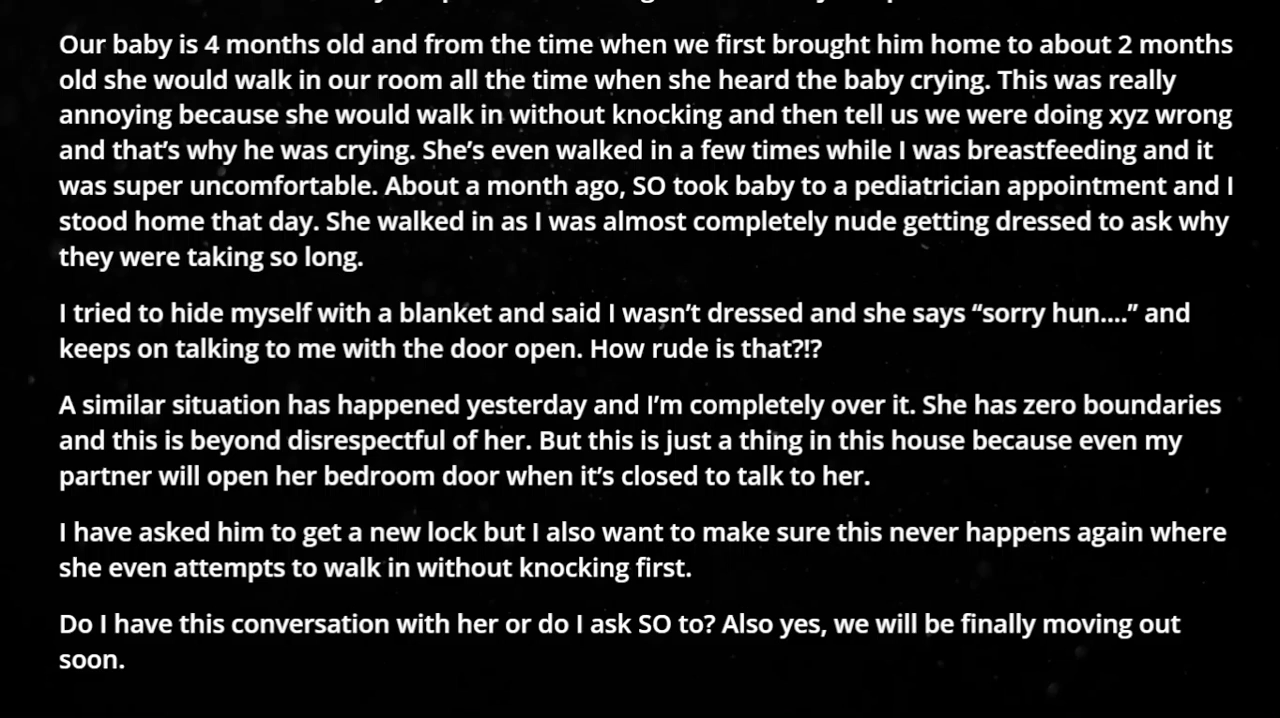 Our baby is 4 months old and from the time when we first brought him home to about 2 months
old she would walk in our room all the time when she heard the baby crying. This was really
annoying because she would walk in without knocking and then tell us we were doing xyz wrong
and that’s why he was crying. She’s even walked in a few times while I was breastfeeding and it
was super uncomfortable. About a month ago, SO took baby to a pediatrician appointment and I
stood home that day. She walked in as I was almost completely nude getting dressed to ask why
they were taking so long.
I tried to hide myself with a blanket and said I wasn’t dressed and she says “sorry hun....” and
keeps on talking to me with the door open. How rude is that?!?
A similar situation has happened yesterday and I’m completely over it. She has zero boundaries
and this is beyond disrespectful of her. But this is just a thing in this house because even my
partner will open her bedroom door when it’s closed to talk to her.
I have asked him to get a new lock but I also want to make sure this never happens again where
she even attempts to walk in without knocking first.
Do I have this conversation with her or do I ask SO to? Also yes, we will be finally moving out
soon.